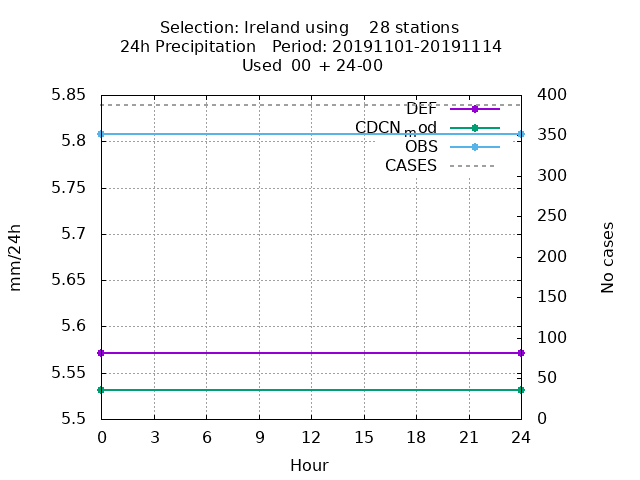 Selection: Ireland using    28 stations
24h Precipitation   Period: 20191101-20191114
Used  00 + 24-00
5.85
5.8
5.75
5.7
5.65
5.6
5.55
5.5
mm/24h
DEF
CDCN_mod
OBS
CASES
400
350
300
250
200
150
100
50
0
No cases
0 3 6 9 12 15 18 21 24
Hour